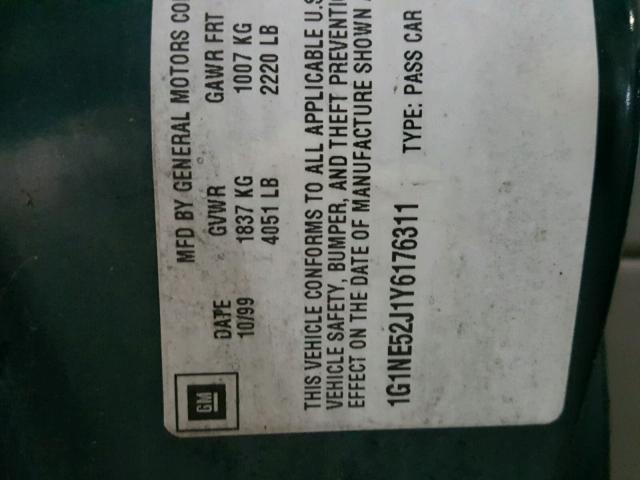 MFD BY GENERAL MOTORS
DATE GVWR GAWR FRT
10/99 1837 KG 1007 KG
4051 LB 2220 LB
THIS VEHICLE CONFORMS TO ALL APPLICABLE U.S
VEHICLE SAFETY, BUMPER, AND THEFT PREVENTION
EFFECT ON THE DATE OF MANUFACTURE SHOWN
1G1NE52J1Y6176311 TYPE: PASS CAR
GM